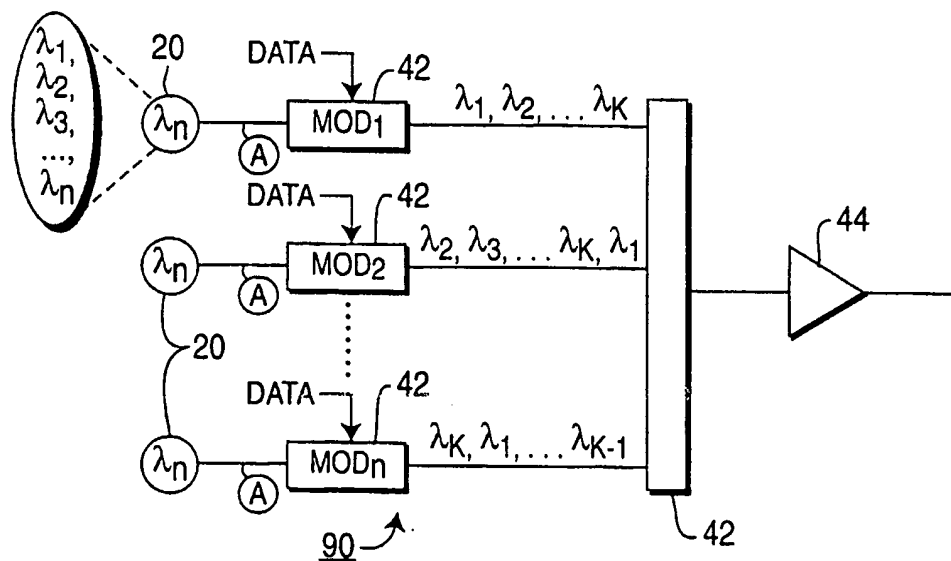 λ1,
λ2,
λ3,
...,
λn
20
λn
A
DATA
42
MOD1
λ1, λ2, ... λK
DATA
42
λn
A
MOD2
λ2, λ3, ... λK, λ1
44
20
DATA
42
λn
A
MODn
λK, λ1, ... λK-1
90
42